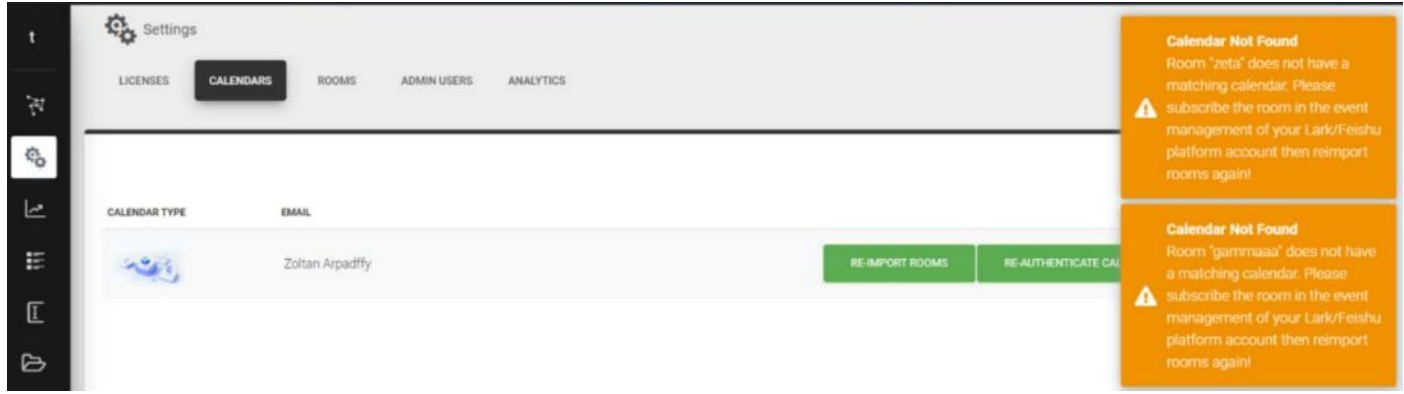 t
Settings
LICENSES CALENDARS ROOMS ADMIN USERS ANALYTICS
CALENDAR TYPE EMAIL
Zoltan Arpadffy RE-IMPORT ROOMS RE-AUTHENTICATE CAL
Calendar Not Found
Room "zeta" does not have a
matching calendar. Please
subscribe the room in the event
management of your Lark/Feishu
platform account then reimport
rooms again!
Calendar Not Found
Room "gammaaa" does not have
a matching calendar. Please
subscribe the room in the event
management of your Lark/Feishu
platform account then reimport
rooms again!